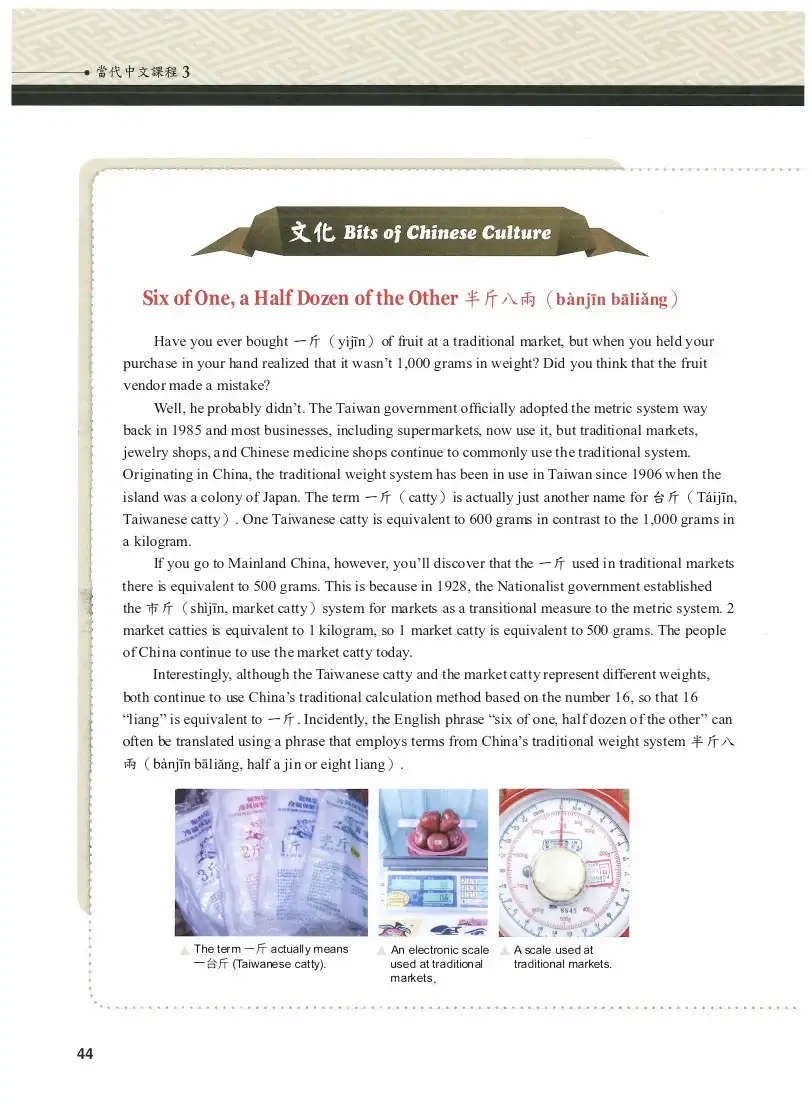 當代中文課程 3
文化 Bits of Chinese Culture
Six of One, a Half Dozen of the Other 半斤八兩（bànjīn bāliǎng）
Have you ever bought 一斤（yìjīn）of fruit at a traditional market, but when you held your
purchase in your hand realized that it wasn't 1,000 grams in weight? Did you think that the fruit
vendor made a mistake?
Well, he probably didn't. The Taiwan government officially adopted the metric system way
back in 1985 and most businesses, including supermarkets, now use it, but traditional markets,
jewelry shops, and Chinese medicine shops continue to commonly use the traditional system.
Originating in China, the traditional weight system has been in use in Taiwan since 1906 when the
island was a colony of Japan. The term 一斤（catty）is actually just another name for 台斤（Táijīn,
Taiwanese catty）. One Taiwanese catty is equivalent to 600 grams in contrast to the 1,000 grams in
a kilogram.
If you go to Mainland China, however, you'll discover that the 一斤 used in traditional markets
there is equivalent to 500 grams. This is because in 1928, the Nationalist government established
the 市斤（shìjīn, market catty）system for markets as a transitional measure to the metric system. 2
market catties is equivalent to 1 kilogram, so 1 market catty is equivalent to 500 grams. The people
of China continue to use the market catty today.
Interestingly, although the Taiwanese catty and the market catty represent different weights,
both continue to use China's traditional calculation method based on the number 16, so that 16
"liang" is equivalent to 一斤. Incidently, the English phrase "six of one, half dozen of the other" can
often be translated using a phrase that employs terms from China's traditional weight system 半斤八
兩（bànjīn bāliǎng, half a jin or eight liang）.
3斤
2斤
1斤
半斤
8845
The term 一斤 actually means
一台斤 (Taiwanese catty).
An electronic scale
used at traditional
markets.
A scale used at
traditional markets.
44